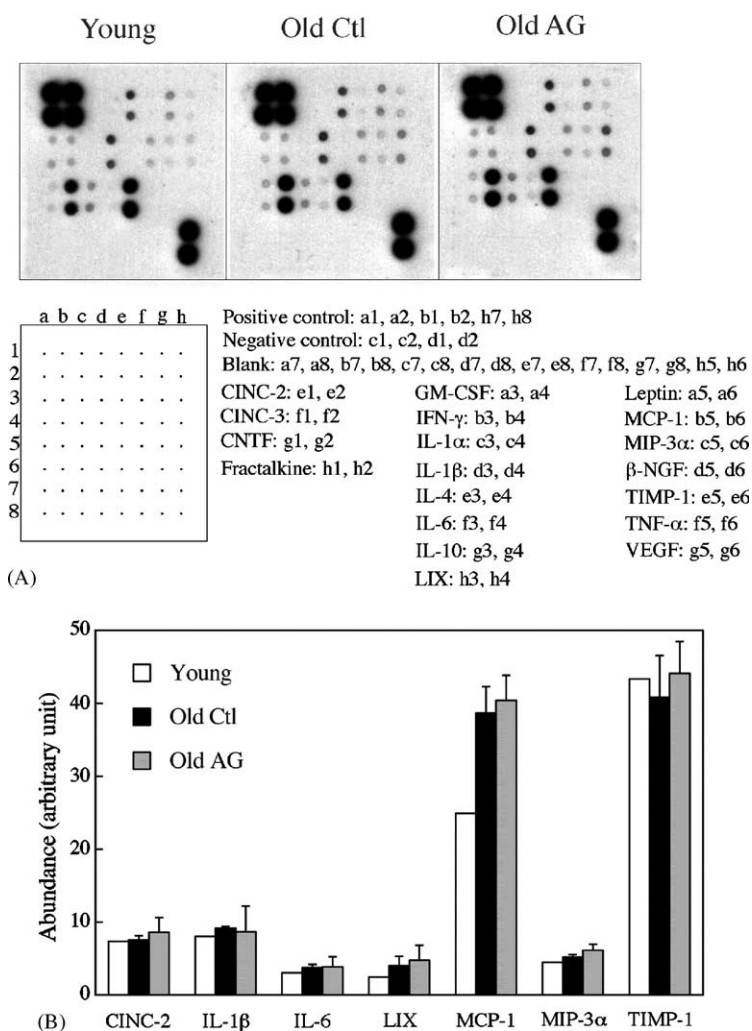 Young Old Ctl Old AG
a b c d e f g h
1
2
3
4
5
6
7
8
Positive control: a1, a2, b1, b2, h7, h8
Negative control: c1, c2, d1, d2
Blank: a7, a8, b7, b8, c7, c8, d7, d8, e7, e8, f7, f8, g7, g8, h5, h6
CINC-2: e1, e2 GM-CSF: a3, a4 Leptin: a5, a6
CINC-3: f1, f2 IFN-γ: b3, b4 MCP-1: b5, b6
CNTF: g1, g2 IL-1α: c3, c4 MIP-3α: c5, c6
Fractalkine: h1, h2 IL-1β: d3, d4 β-NGF: d5, d6
IL-4: e3, e4 TIMP-1: e5, e6
IL-6: f3, f4 TNF-α: f5, f6
IL-10: g3, g4 VEGF: g5, g6
LIX: h3, h4
(A)
Abundance (arbitrary unit)
50
40
30
20
10
0
Young
Old Ctl
Old AG
CINC-2 IL-1β IL-6 LIX MCP-1 MIP-3α TIMP-1
(B)